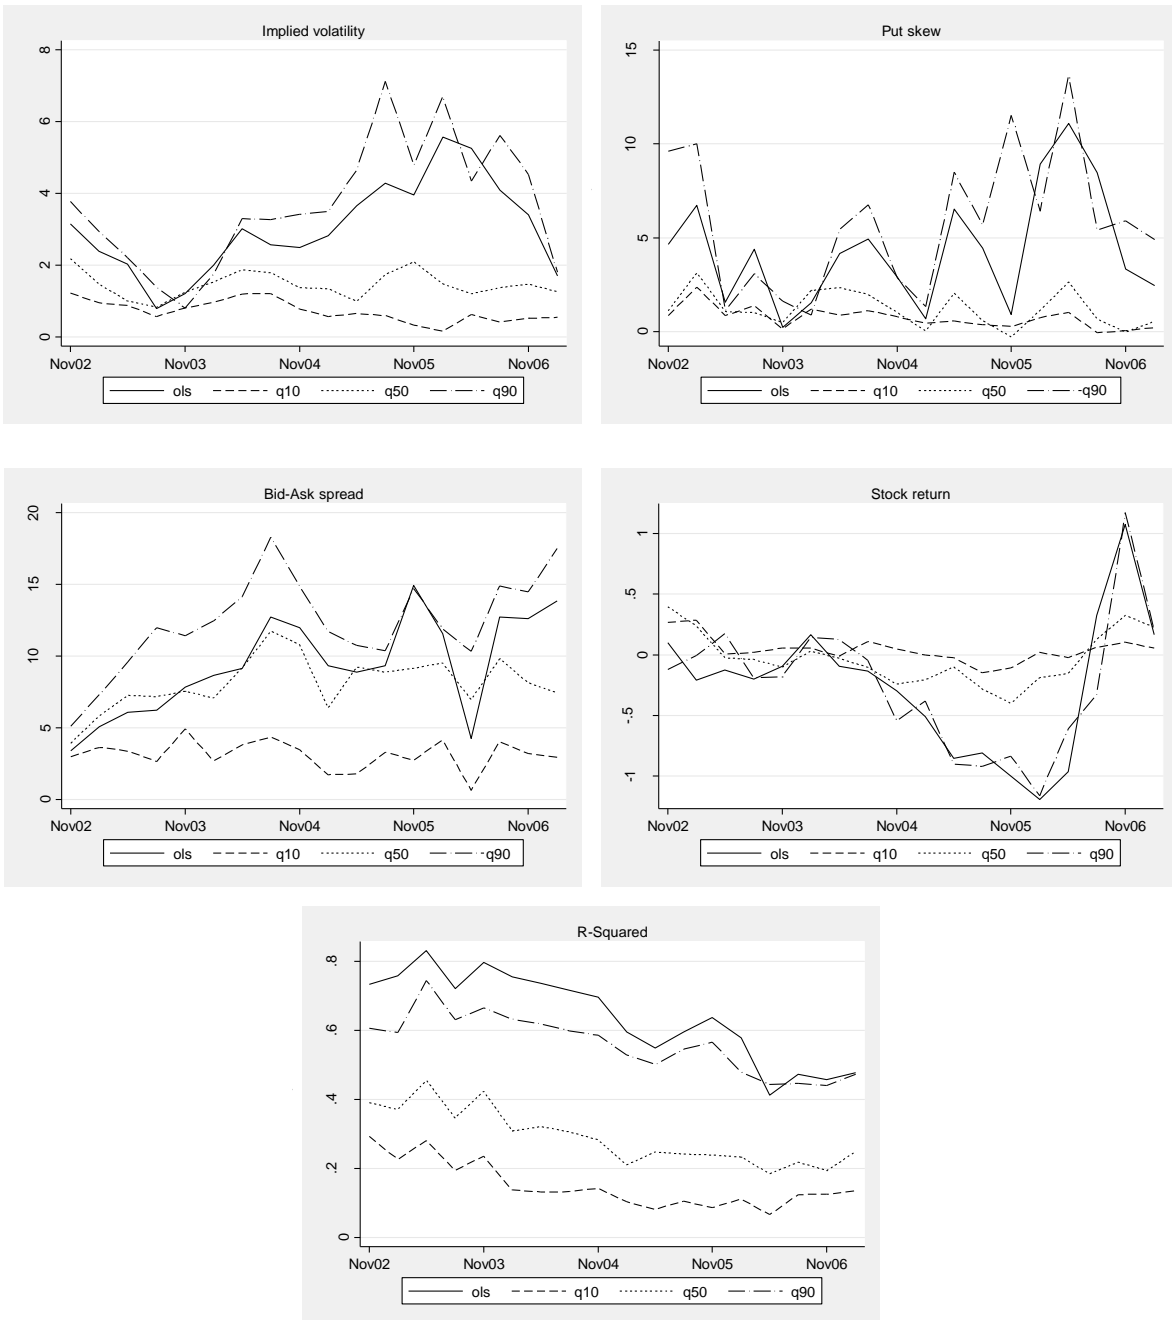 Implied volatility
8
6
4
2
0
Nov02 Nov03 Nov04 Nov05 Nov06
ols q10 q50 q90
Put skew
15
10
5
0
Nov02 Nov03 Nov04 Nov05 Nov06
ols q10 q50 q90
Bid-Ask spread
20
15
10
5
0
Nov02 Nov03 Nov04 Nov05 Nov06
ols q10 q50 q90
Stock return
1
.5
0
-.5
-1
Nov02 Nov03 Nov04 Nov05 Nov06
ols q10 q50 q90
R-Squared
.8
.6
.4
.2
0
Nov02 Nov03 Nov04 Nov05 Nov06
ols q10 q50 q90